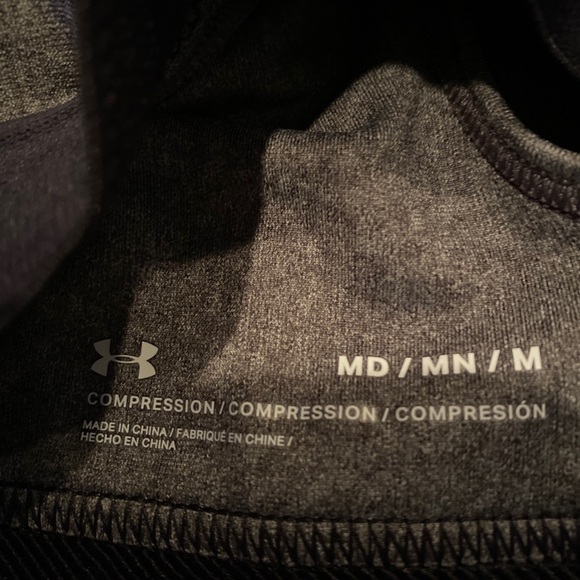 MD / MN / M
COMPRESSION / COMPRESSION / COMPRESIÓN
MADE IN CHINA / FABRIQUÉ EN CHINE /
HECHO EN CHINA